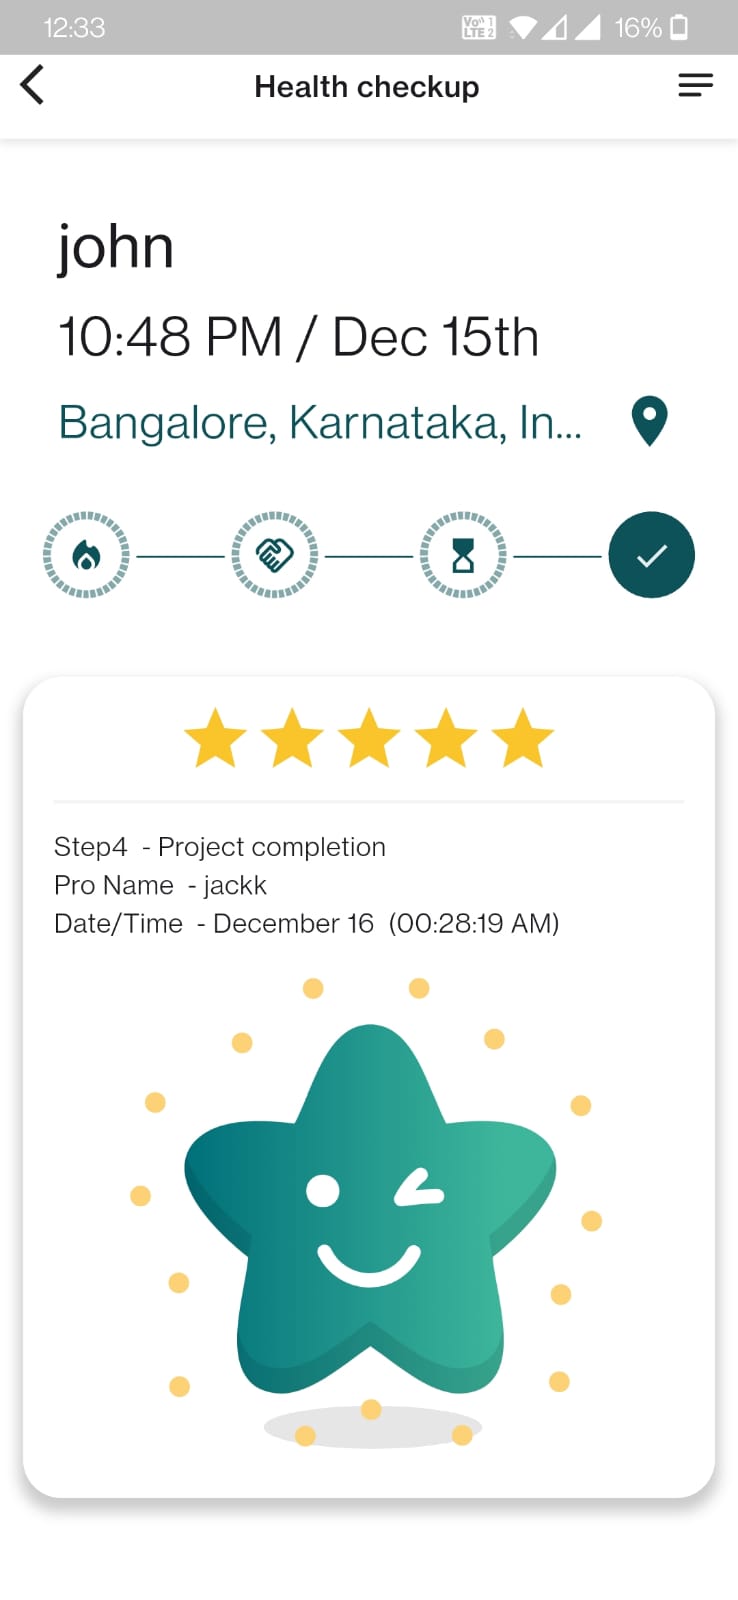 12:33
Vo) 1
LTE 2
16%
Health checkup
john
10:48 PM / Dec 15th
Bangalore, Karnataka, In...
Step4 - Project completion
Pro Name - jackk
Date/Time - December 16 (00:28:19 AM)